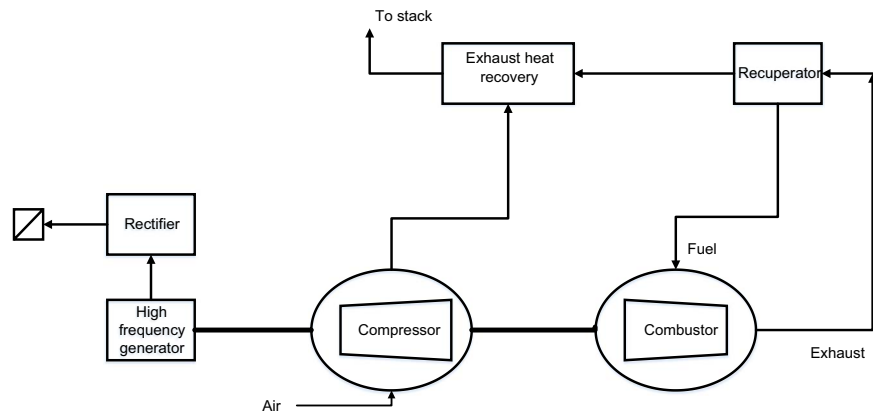 To stack
Exhaust heat
recovery
Recuperator
Rectifier
Fuel
High
frequency
generator
Compressor
Combustor
Exhaust
Air